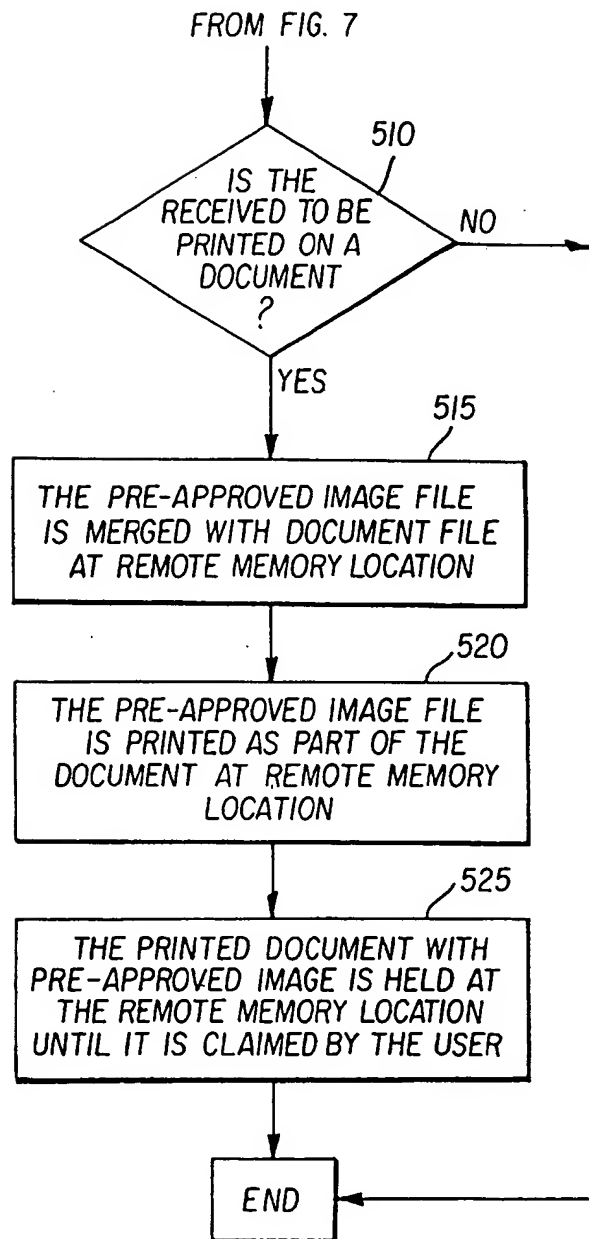 FROM FIG. 7
510
IS THE
RECEIVED TO BE
PRINTED ON A
DOCUMENT
?
NO
YES
515
THE PRE-APPROVED IMAGE FILE
IS MERGED WITH DOCUMENT FILE
AT REMOTE MEMORY LOCATION
520
THE PRE-APPROVED IMAGE FILE
IS PRINTED AS PART OF THE
DOCUMENT AT REMOTE MEMORY
LOCATION
525
THE PRINTED DOCUMENT WITH
PRE-APPROVED IMAGE IS HELD AT
THE REMOTE MEMORY LOCATION
UNTIL IT IS CLAIMED BY THE USER
END